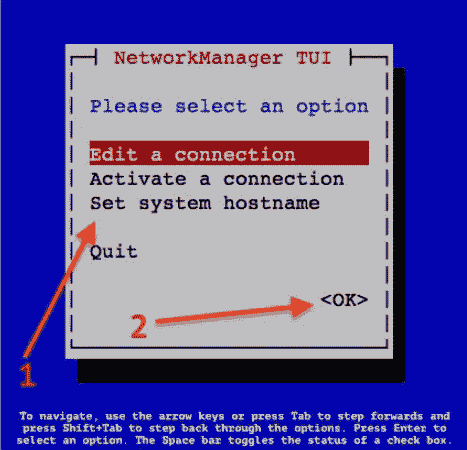 NetworkManager TUI
Please select an option
Edit a connection
Activate a connection
Set system hostname
Quit
<OK>
1
2
To navigate, use the arrow keys or press Tab to step forwards and
press Shift+Tab to step back through the options. Press Enter to
select an option. The Space bar toggles the status of a check box.